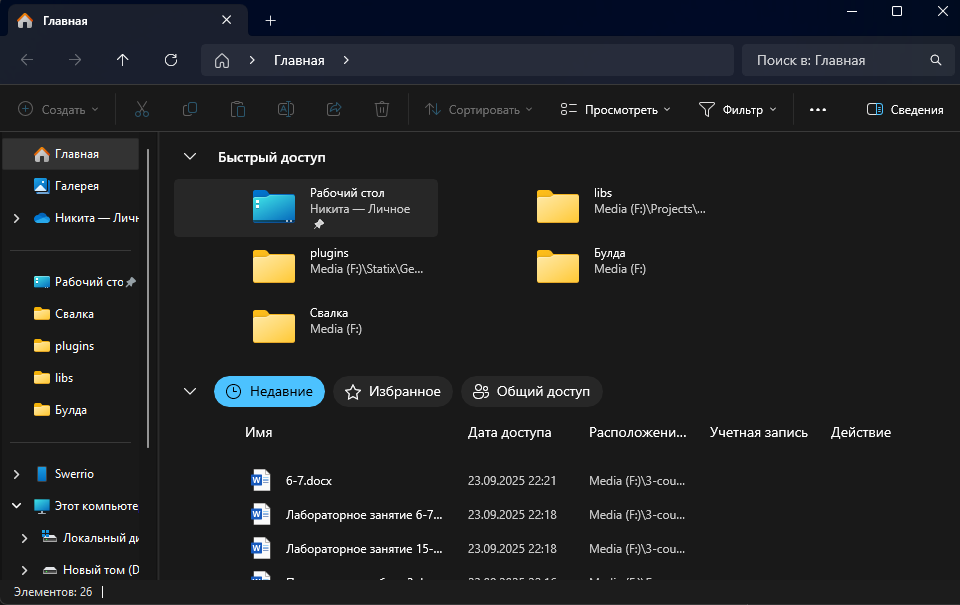 Главная
Главная
Поиск в: Главная
Создать
Сортировать
Просмотреть
Фильтр
Сведения
Главная
Галерея
Никита — Личн
Рабочий сто
Свалка
plugins
libs
Булда
Swerrio
Этот компьюте
Локальный ди
Новый том (D
Быстрый доступ
Рабочий стол
Никита — Личное
libs
Media (F:)\Projects\...
plugins
Media (F:)\Statix\Ge...
Булда
Media (F:)
Свалка
Media (F:)
Недавние Избранное Общий доступ
Имя Дата доступа Расположени... Учетная запись Действие
6-7.docx 23.09.2025 22:21 Media (F:)\3-cou...
Лабораторное занятие 6-7... 23.09.2025 22:18 Media (F:)\3-cou...
Лабораторное занятие 15-... 23.09.2025 22:18 Media (F:)\3-cou...
Элементов: 26